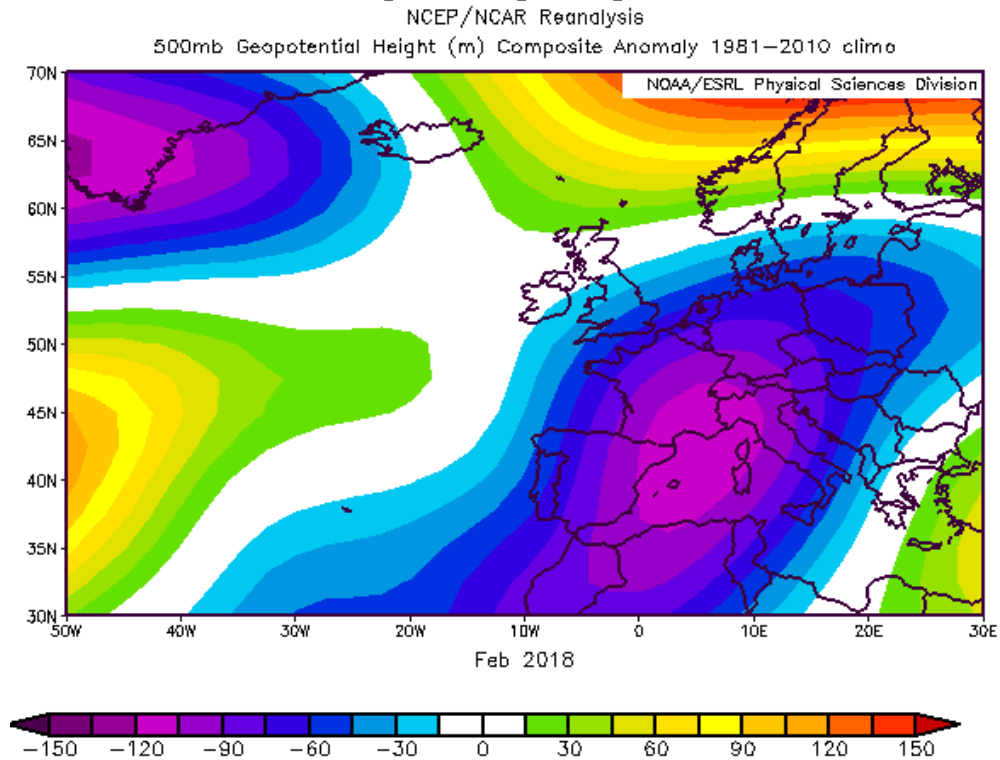 NCEP/NCAR Reanalysis
500mb Geopotential Height (m) Composite Anomaly 1981-2010 climo
NOAA/ESRL Physical Sciences Division
70N
65N
60N
55N
50N
45N
40N
35N
30N
50W 40W 30W 20W 10W 0 10E 20E 30E
Feb 2018
-150 -120 -90 -60 -30 0 30 60 90 120 150